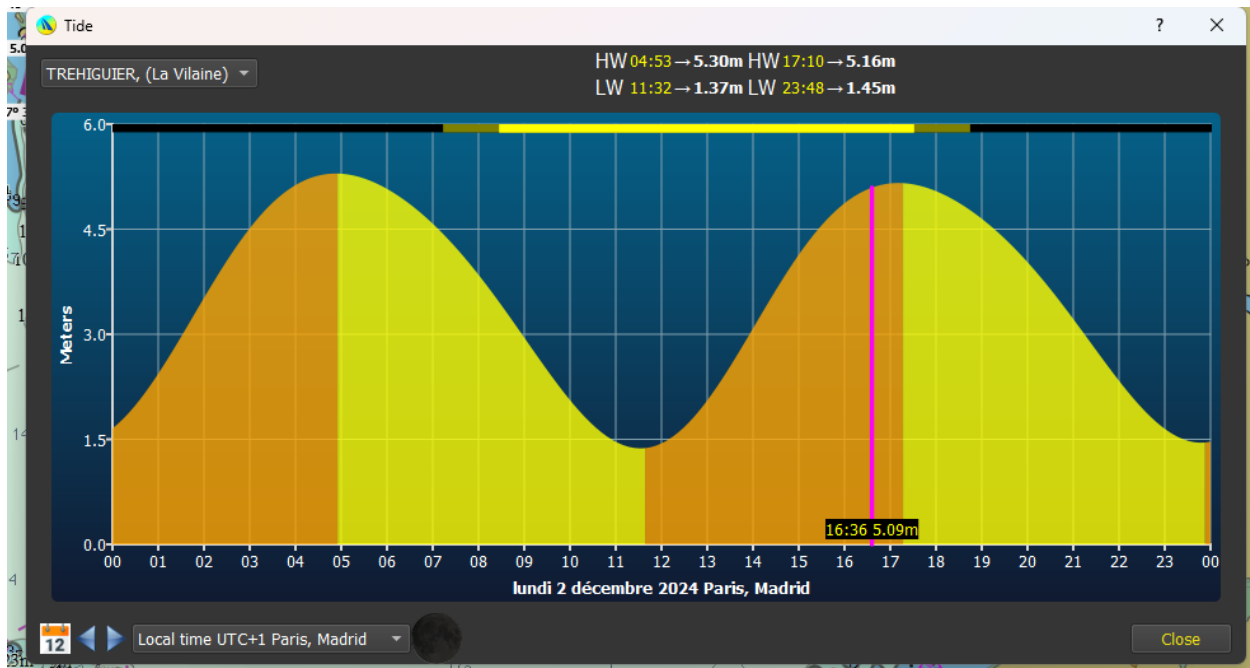 Tide
?
TREHIGUIER, (La Vilaine)
HW 04:53→5.30m HW 17:10→5.16m
LW 11:32→1.37m LW 23:48→1.45m
6.0
4.5
3.0
1.5
0.0
Meters
16:36 5.09m
00 01 02 03 04 05 06 07 08 09 10 11 12 13 14 15 16 17 18 19 20 21 22 23 00
lundi 2 décembre 2024 Paris, Madrid
12
Local time UTC+1 Paris, Madrid
Close